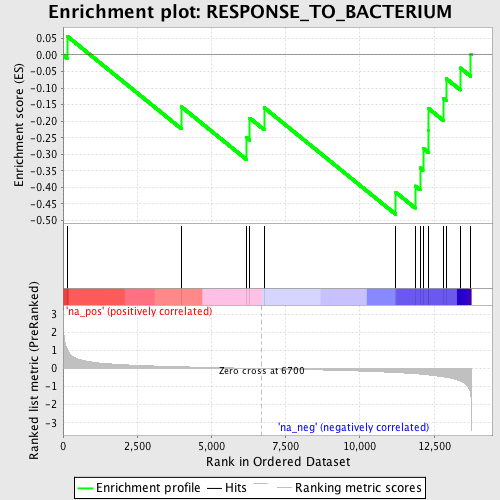 Enrichment plot: RESPONSE_TO_BACTERIUM
Enrichment score (ES)
0.05
0.00
-0.05
-0.10
-0.15
-0.20
-0.25
-0.30
-0.35
-0.40
-0.45
-0.50
'na_pos' (positively correlated)
Ranked list metric (PreRanked)
3
2
1
0
-1
-2
-3
Zero cross at 6700
'na_neg' (negatively correlated)
0
2,500
5,000
7,500
10,000
12,500
Rank in Ordered Dataset
Enrichment profile
Hits
Ranking metric scores